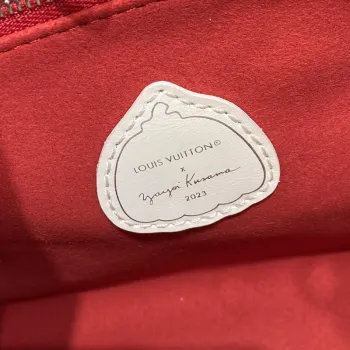 LOUIS VUITTON®
x
Yayoi Kusama
2023